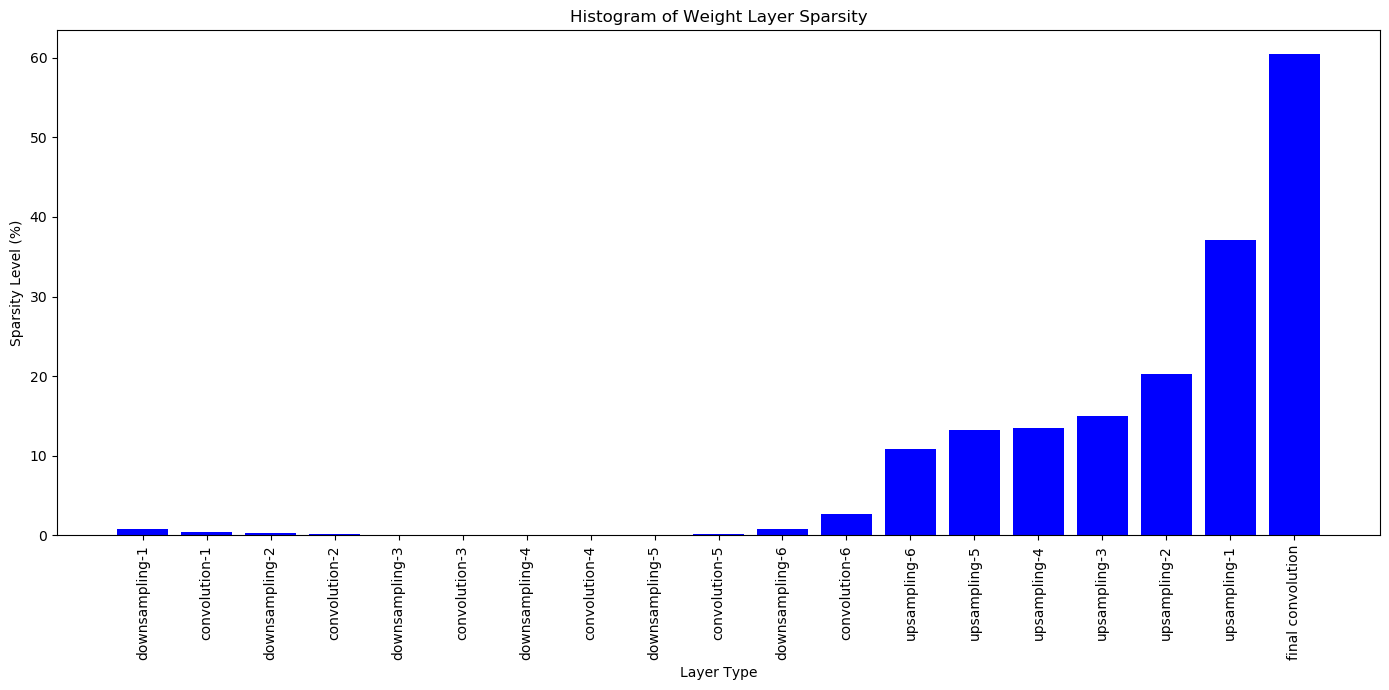 Histogram of Weight Layer Sparsity
Sparsity Level (%)
60
50
40
30
20
10
0
downsampling-1
convolution-1
downsampling-2
convolution-2
downsampling-3
convolution-3
downsampling-4
convolution-4
downsampling-5
convolution-5
downsampling-6
convolution-6
upsampling-6
upsampling-5
upsampling-4
upsampling-3
upsampling-2
upsampling-1
final convolution
Layer Type